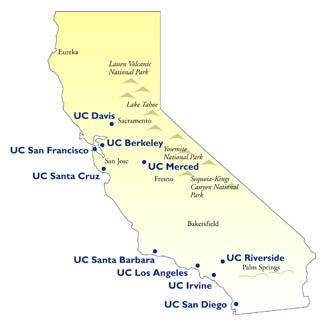 Eureka
Lassen Volcanic
National Park
Lake Tahoe
UC Davis
Sacramento
UC Berkeley
UC San Francisco
Yosemite
National Park
San Jose
UC Merced
UC Santa Cruz
Fresno
Sequoia-Kings
Canyon National
Park
Bakersfield
UC Santa Barbara
UC Riverside
Palm Springs
UC Los Angeles
UC Irvine
UC San Diego